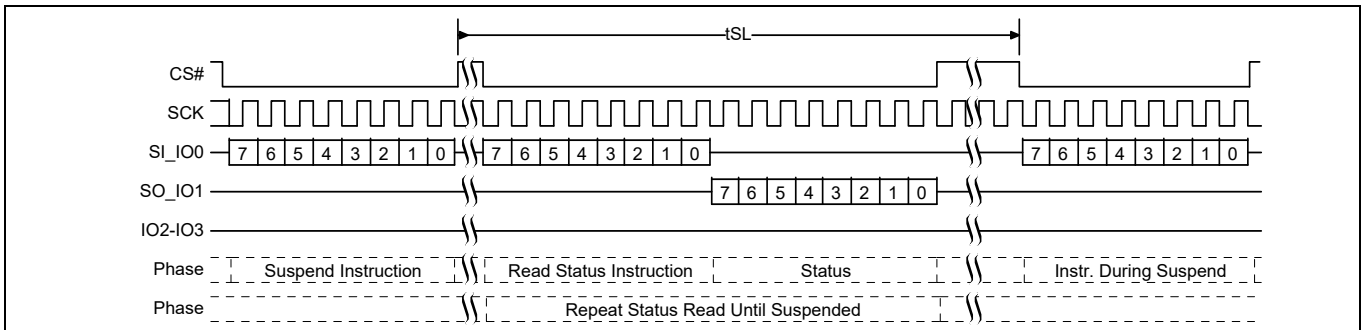 tSL
CS#
SCK
SI_IO0 7 6 5 4 3 2 1 0 7 6 5 4 3 2 1 0 7 6 5 4 3 2 1 0
SO_IO1 7 6 5 4 3 2 1 0
IO2-IO3
Phase Suspend Instruction Read Status Instruction Status Instr. During Suspend
Phase Repeat Status Read Until Suspended